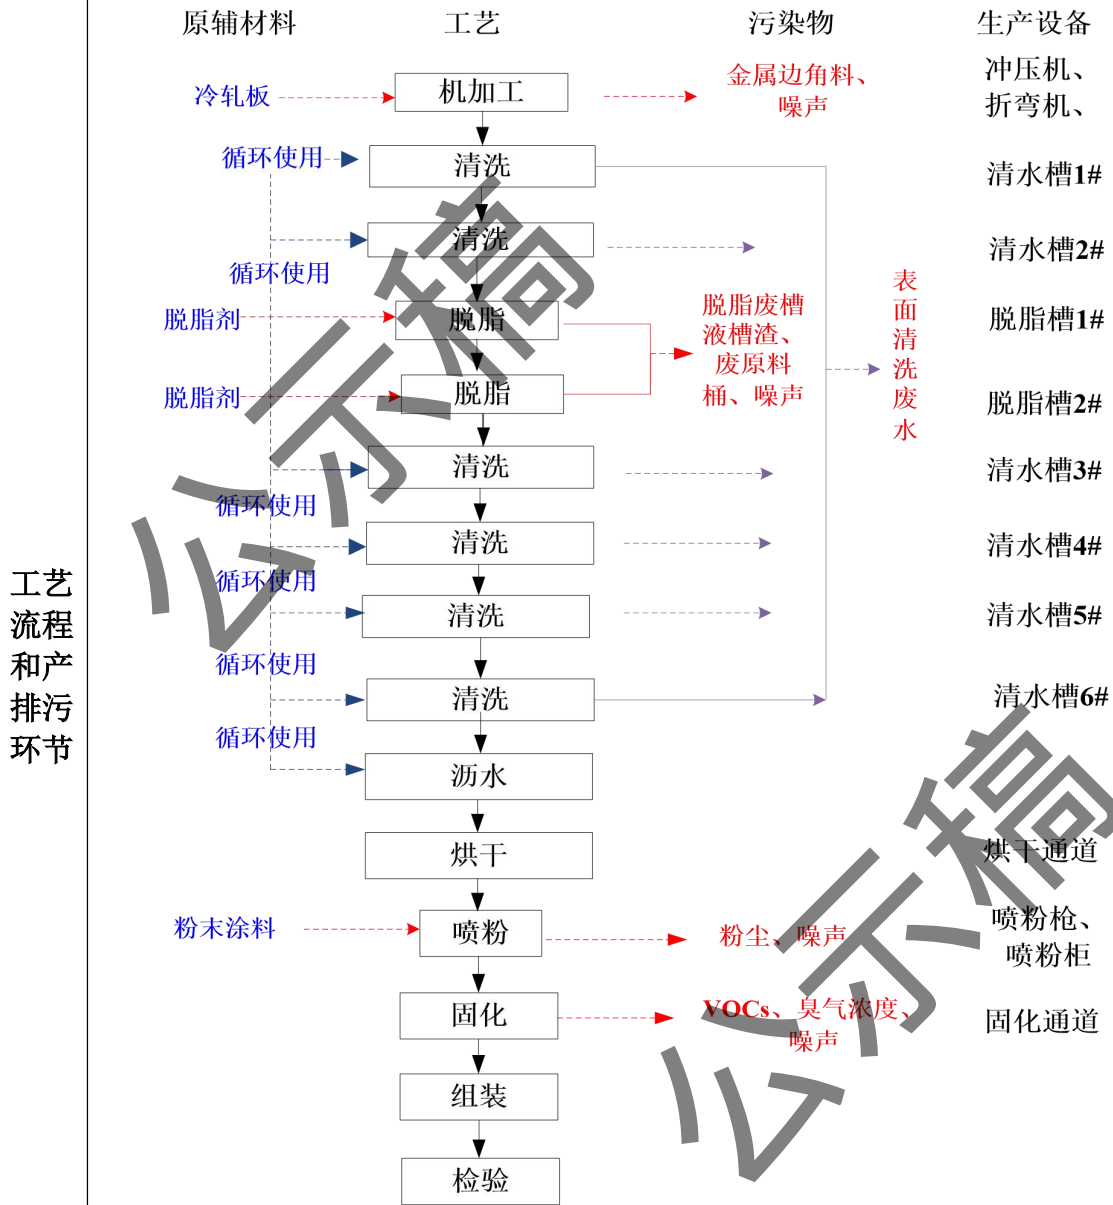 原辅材料 工艺 污染物 生产设备
冷轧板 机加工 金属边角料、 冲压机、
噪声 折弯机、
循环使用 清洗 清水槽1#
清洗 清水槽2#
循环使用
脱脂剂 脱脂 脱脂废槽 脱脂槽1#
液槽渣、
废原料
脱脂剂 脱脂 桶、噪声 脱脂槽2#
表
面
清
洗
废
水
清洗 清水槽3#
循环使用
清洗 清水槽4#
循环使用
清洗 清水槽5#
循环使用
清洗 清水槽6#
循环使用
沥水
烘干 烘干通道
粉末涂料 喷粉 粉尘、噪声 喷粉枪、
喷粉柜
固化 VOCs、臭气浓度、 固化通道
噪声
组装
检验
工艺
流程
和产
排污
环节
公示稿
公示稿